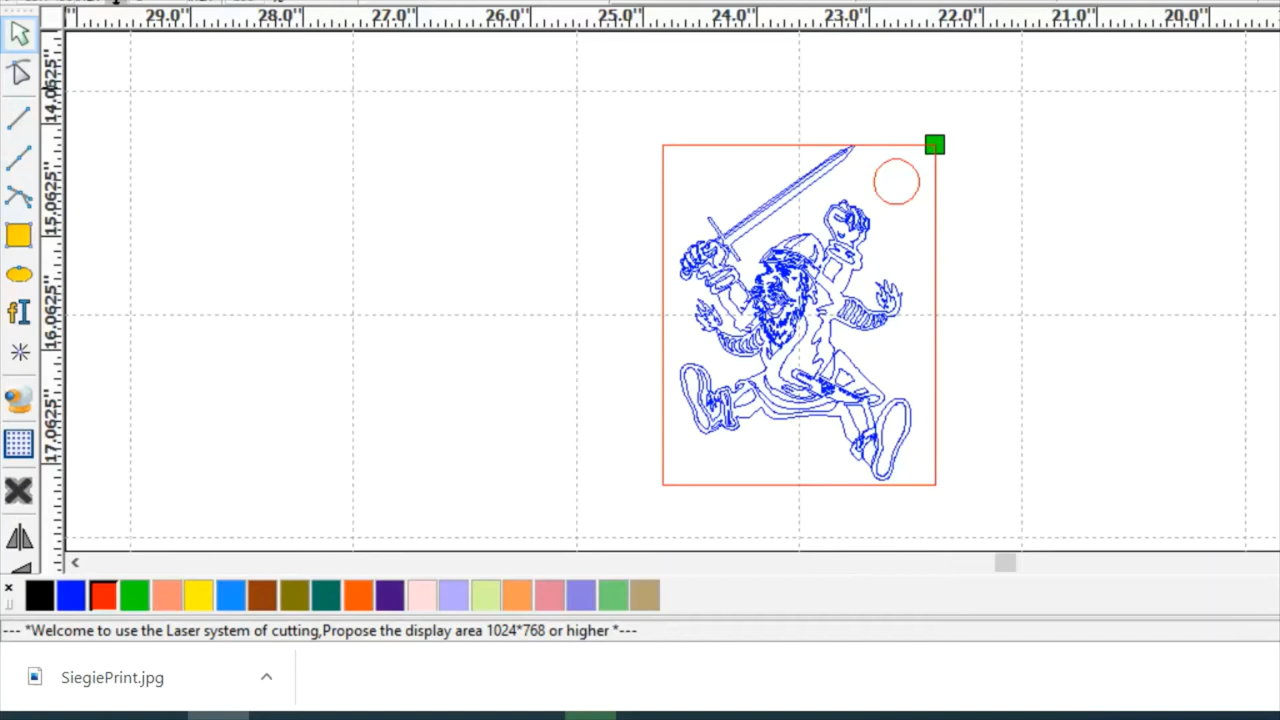 29.0" 28.0" 27.0" 26.0" 25.0" 24.0" 23.0" 22.0" 21.0" 20.0"
14.0625"
15.0625"
16.0625"
17.0625"
--- *Welcome to use the Laser system of cutting,Propose the display area 1024*768 or higher *---
SiegiePrint.jpg